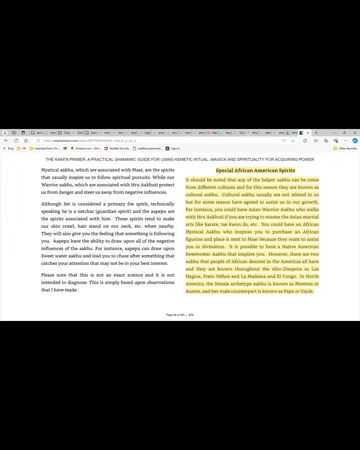 THE KAMTA PRIMER: A PRACTICAL SHAMANIC GUIDE FOR USING KEMETIC RITUAL, MAGICK AND SPIRITUALITY FOR ACQUIRING POWER
Mystical aakhu, which are associated with Maat, are the spirits
that usually inspire us to follow spiritual pursuits. While our
Warrior aakhu, which are associated with Hru Aakhuti protect
us from danger and steer us away from negative influences.
Although Set is considered a primary foe spirit, technically
speaking he is a netcher (guardian spirit) and the aapepu are
the spirits associated with him. These spirits tend to make
our skin crawl, hair stand on our neck, etc. when nearby.
They will also give you the feeling that something is following
you. Aapepu have the ability to draw upon all of the negative
influences of the aakhu. For instance, aapepu can draw upon
Sweet water aakhu and lead you to chase after something that
catches your attention that may not be in your best interest.
Please note that this is not an exact science and it is not
intended to diagnose. This is simply based upon observations
that I have made.
Special African American Spirits
It should be noted that any of the helper aakhu can be come
from different cultures and for this reason they are known as
cultural aakhu. Cultural aakhu usually are not related to us
but for some reason have agreed to assist us in our growth.
For instance, you could have Asian Warrior Aakhu who walks
with Hru Aakhuti if you are trying to master the Asian martial
arts like karate, tae kwon do, etc. You could have an African
Mystical Aakhu who inspires you to purchase an African
figurine and place it next to Maat because they want to assist
you in divination. It is possible to have a Native American
Sweetwater Aakhu that inspires you. However, there are two
aakhu that people of African descent in the Americas all have
and they are known throughout the Afro-Diaspora as Los
Negros, Preto Velhos and La Madama and El Congo. In North
America, the female archetype aakhu is known as Momma or
Auntie, and her male counterpart is known as Papa or Uncle.